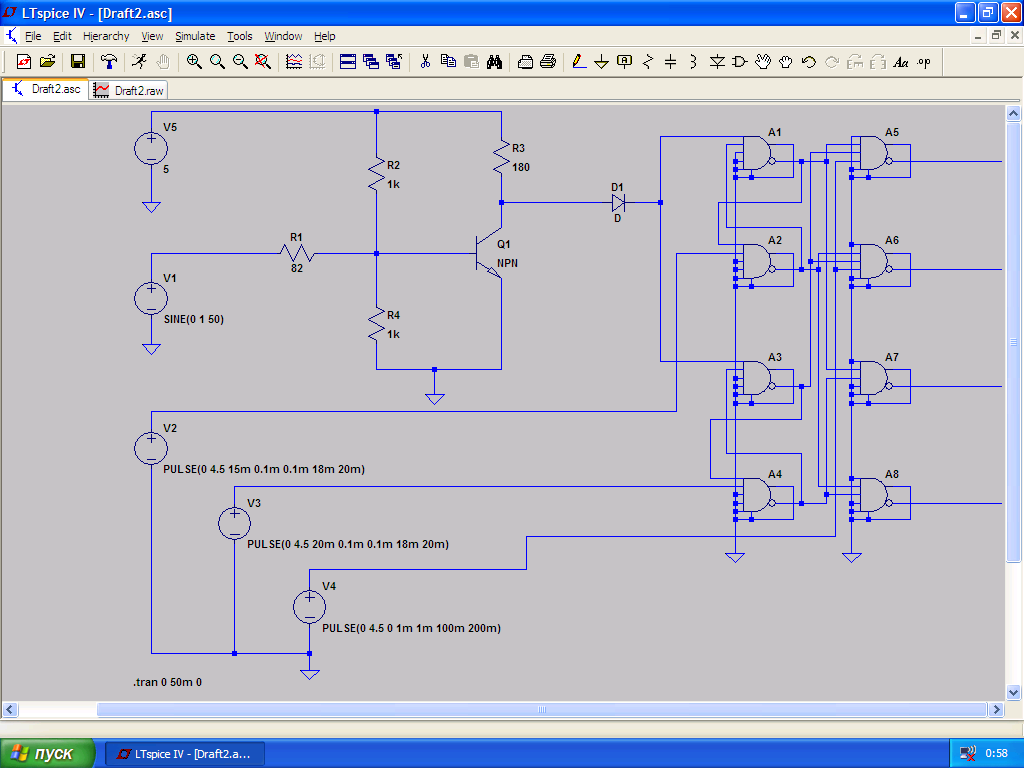 LTspice IV - [Draft2.asc]
File Edit Hierarchy View Simulate Tools Window Help
Aa .op
Draft2.asc Draft2.raw
V5
5
R2
1k
R3
180
D1
D
A1
A5
R1
82
Q1
NPN
A2
A6
V1
SINE(0 1 50)
R4
1k
A3
A7
V2
PULSE(0 4.5 15m 0.1m 0.1m 18m 20m)
A4
A8
V3
PULSE(0 4.5 20m 0.1m 0.1m 18m 20m)
V4
PULSE(0 4.5 0 1m 1m 100m 200m)
.tran 0 50m 0
пуск LTspice IV - [Draft2.a... 0:58